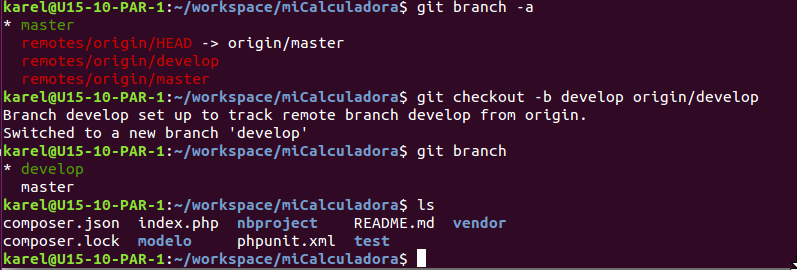 karel@U15-10-PAR-1:~/workspace/miCalculadora$ git branch -a
* master
  remotes/origin/HEAD -> origin/master
  remotes/origin/develop
  remotes/origin/master
karel@U15-10-PAR-1:~/workspace/miCalculadora$ git checkout -b develop origin/develop
Branch develop set up to track remote branch develop from origin.
Switched to a new branch 'develop'
karel@U15-10-PAR-1:~/workspace/miCalculadora$ git branch
* develop
  master
karel@U15-10-PAR-1:~/workspace/miCalculadora$ ls
composer.json  index.php  nbproject    README.md  vendor
composer.lock  modelo     phpunit.xml  test
karel@U15-10-PAR-1:~/workspace/miCalculadora$